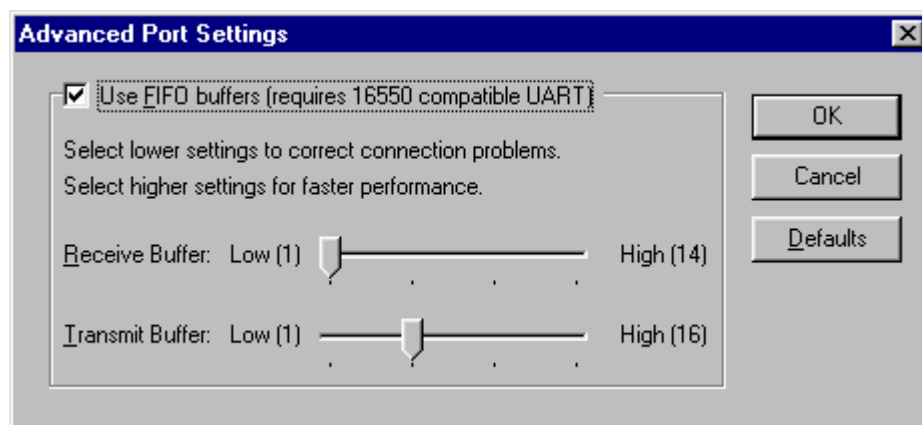 Advanced Port Settings
Use FIFO buffers (requires 16550 compatible UART)
Select lower settings to correct connection problems.
Select higher settings for faster performance.
Receive Buffer: Low (1) High (14)
Transmit Buffer: Low (1) High (16)
OK
Cancel
Defaults